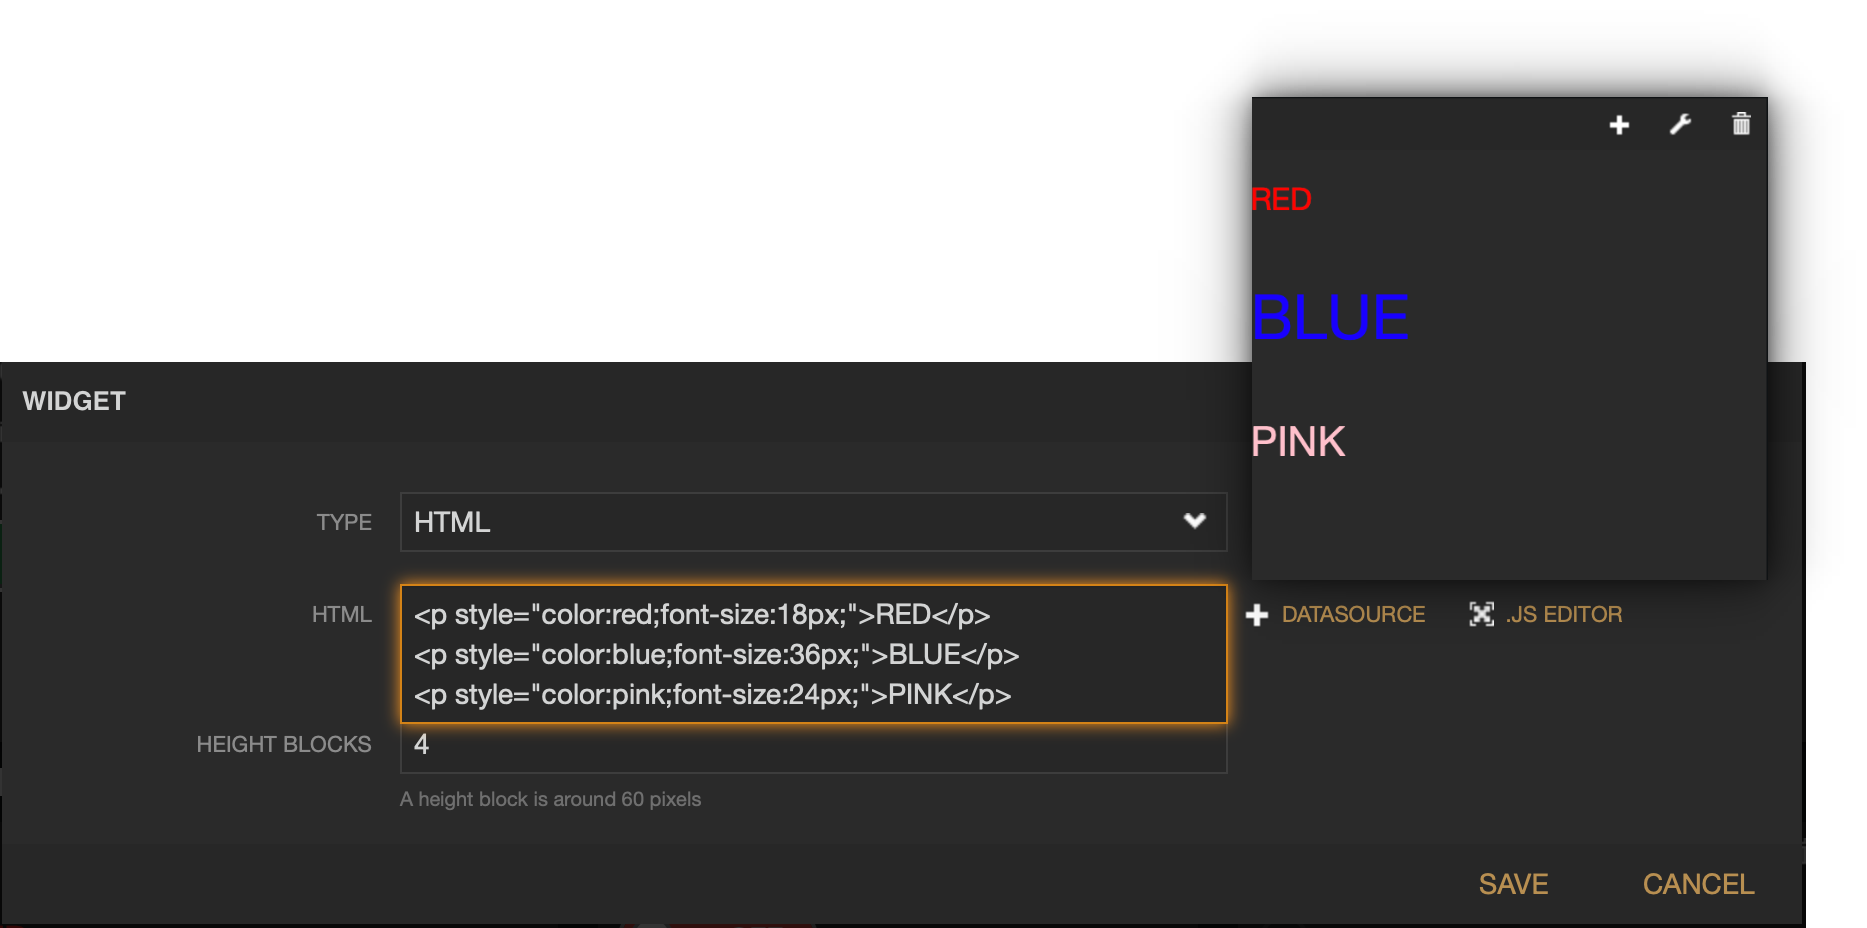 RED
BLUE
PINK
WIDGET
TYPE HTML
HTML <p style="color:red;font-size:18px;">RED</p> DATASOURCE .JS EDITOR
<p style="color:blue;font-size:36px;">BLUE</p>
<p style="color:pink;font-size:24px;">PINK</p>
HEIGHT BLOCKS 4
A height block is around 60 pixels
SAVE CANCEL